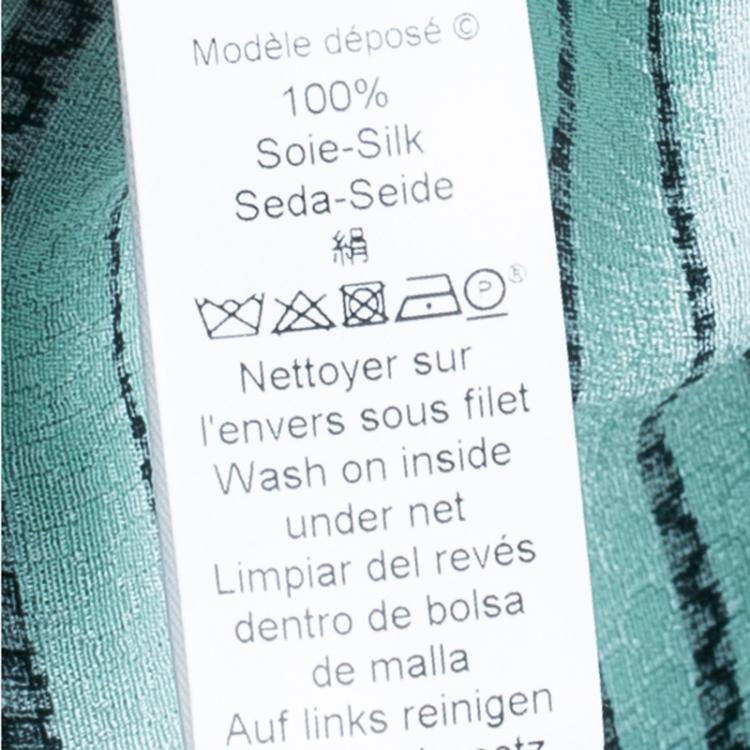 Modèle déposé ©
100%
Soie-Silk
Seda-Seide
絹
P
Nettoyer sur
l'envers sous filet
Wash on inside
under net
Limpiar del revés
dentro de bolsa
de malla
Auf links reinigen